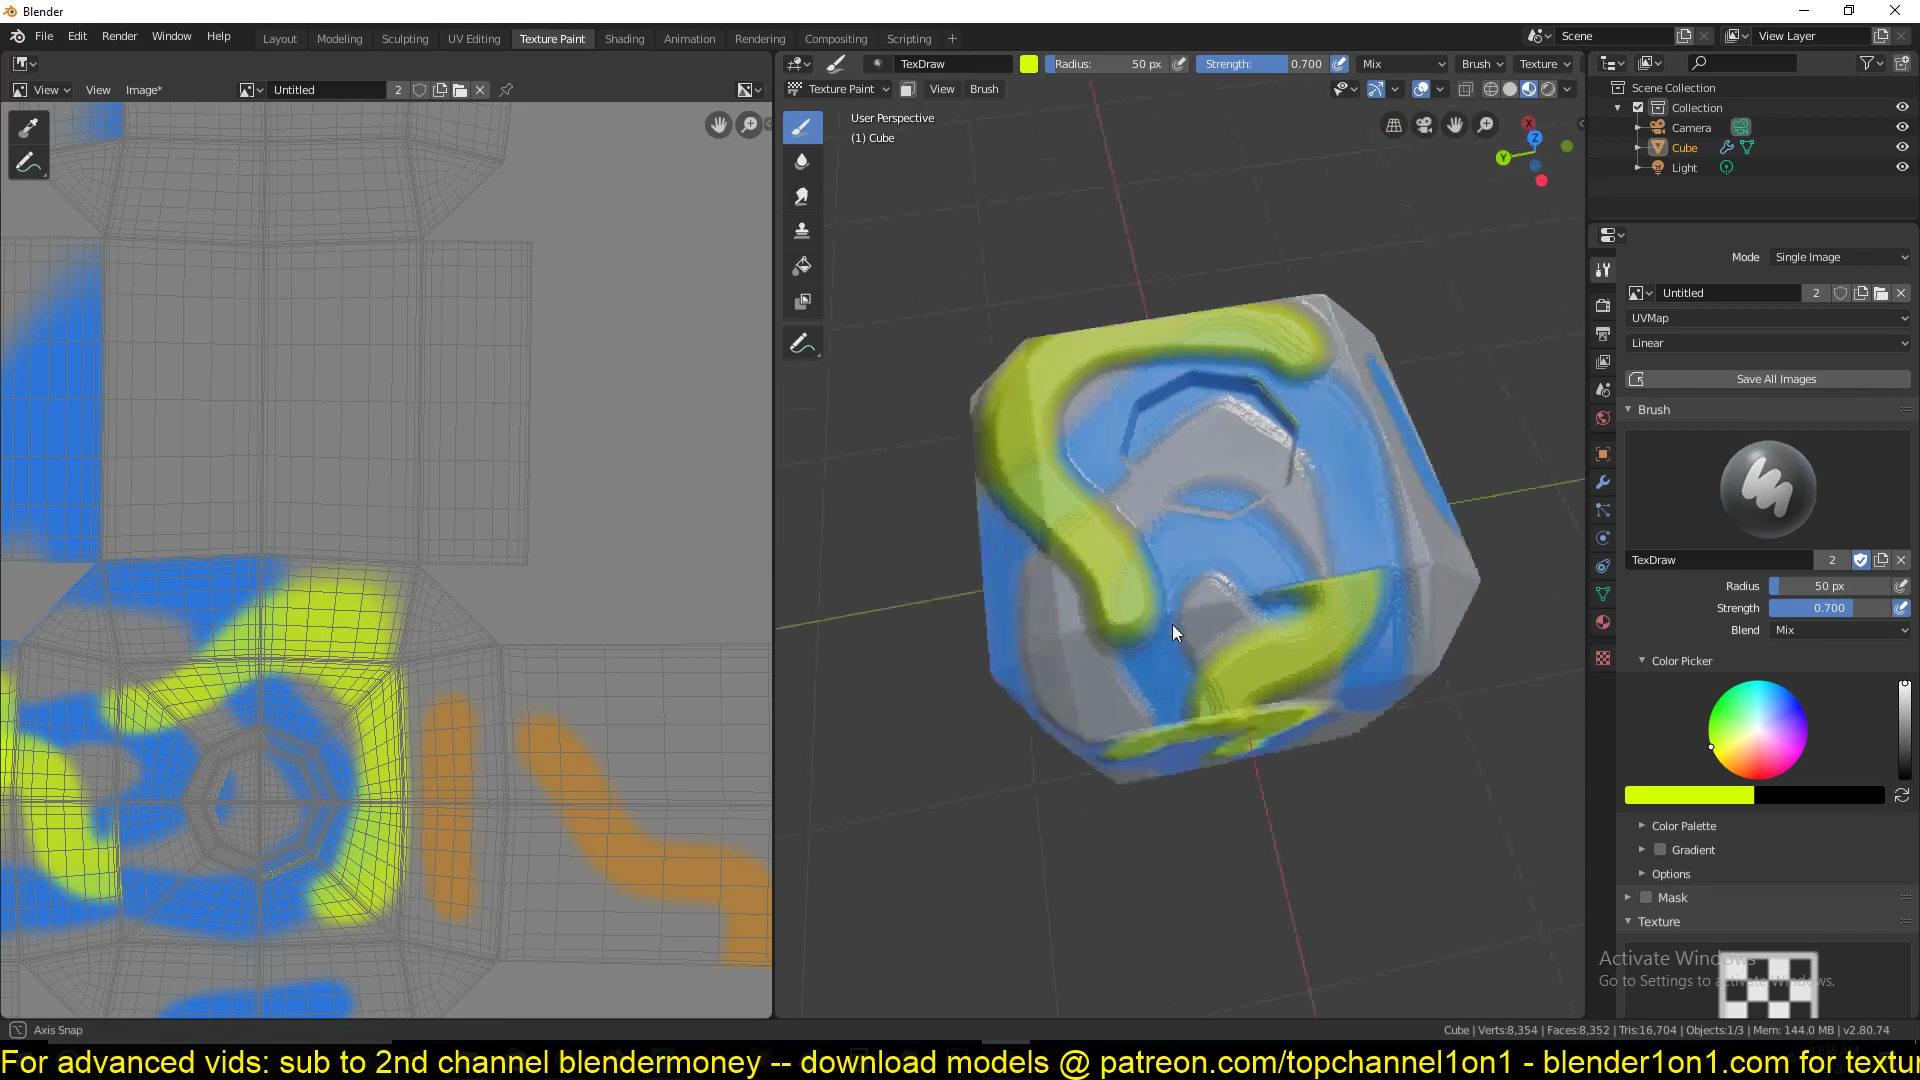 Blender
File Edit Render Window Help Layout Modeling Sculpting UV Editing Texture Paint Shading Animation Rendering Compositing Scripting + Scene View Layer
TexDraw Radius: 50 px Strength: 0.700 Mix Brush Texture
View View Image* Untitled 2 Texture Paint View Brush
User Perspective
(1) Cube
Scene Collection
Collection
Camera
Cube
Light
X
Y
Z
Mode Single Image
Untitled 2
UVMap
Linear
Save All Images
Brush
TexDraw 2
Radius 50 px
Strength 0.700
Blend Mix
Color Picker
Color Palette
Gradient
Options
Mask
Texture
Activate Windows
Go to Settings to activate Windows.
Axis Snap Cube | Verts:8,354 | Faces:8,352 | Tris:16,704 | Objects:1/3 | Mem: 144.0 MB | v2.80.74
For advanced vids: sub to 2nd channel blendermoney -- download models @ patreon.com/topchannel1on1 - blender1on1.com for textur